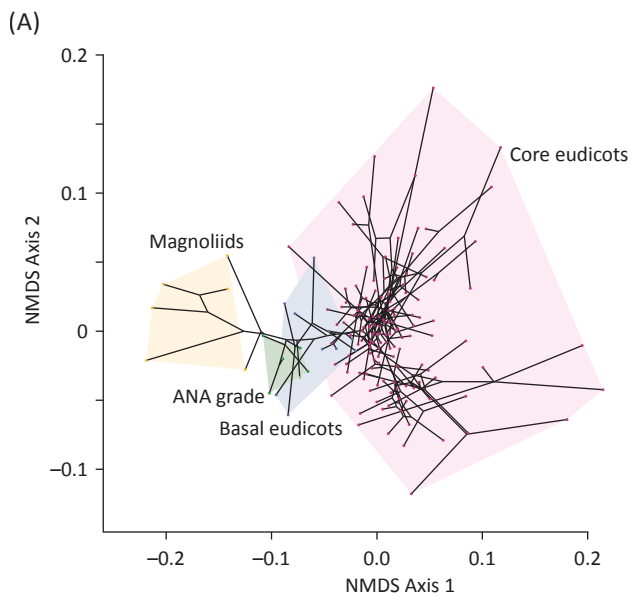 (A)
0.2
Core eudicots
0.1
Magnoliids
NMDS Axis 2
0
ANA grade
Basal eudicots
−0.1
−0.2
−0.1
0.0
0.1
0.2
NMDS Axis 1